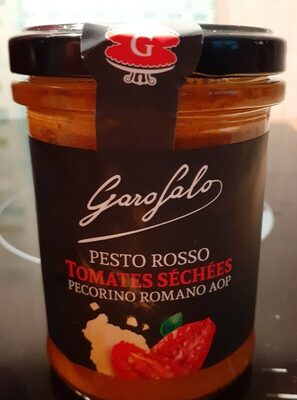 G
Garofalo
PESTO ROSSO
TOMATES SÉCHÉES
PECORINO ROMANO AOP